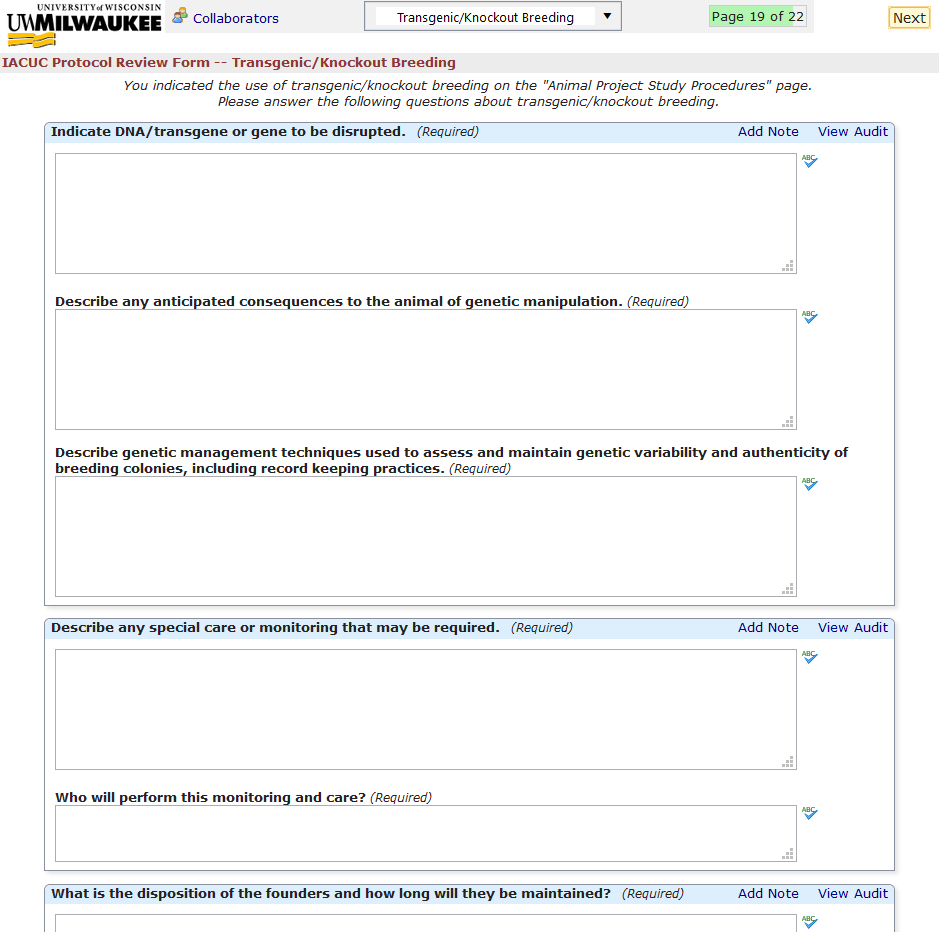 UNIVERSITY of WISCONSIN
UWMILWAUKEE
Collaborators
Transgenic/Knockout Breeding
Page 19 of 22
Next
IACUC Protocol Review Form -- Transgenic/Knockout Breeding
You indicated the use of transgenic/knockout breeding on the "Animal Project Study Procedures" page.
Please answer the following questions about transgenic/knockout breeding.
Indicate DNA/transgene or gene to be disrupted. (Required) Add Note View Audit
ABC
Describe any anticipated consequences to the animal of genetic manipulation. (Required)
ABC
Describe genetic management techniques used to assess and maintain genetic variability and authenticity of
breeding colonies, including record keeping practices. (Required)
ABC
Describe any special care or monitoring that may be required. (Required) Add Note View Audit
ABC
Who will perform this monitoring and care? (Required)
ABC
What is the disposition of the founders and how long will they be maintained? (Required) Add Note View Audit
ABC